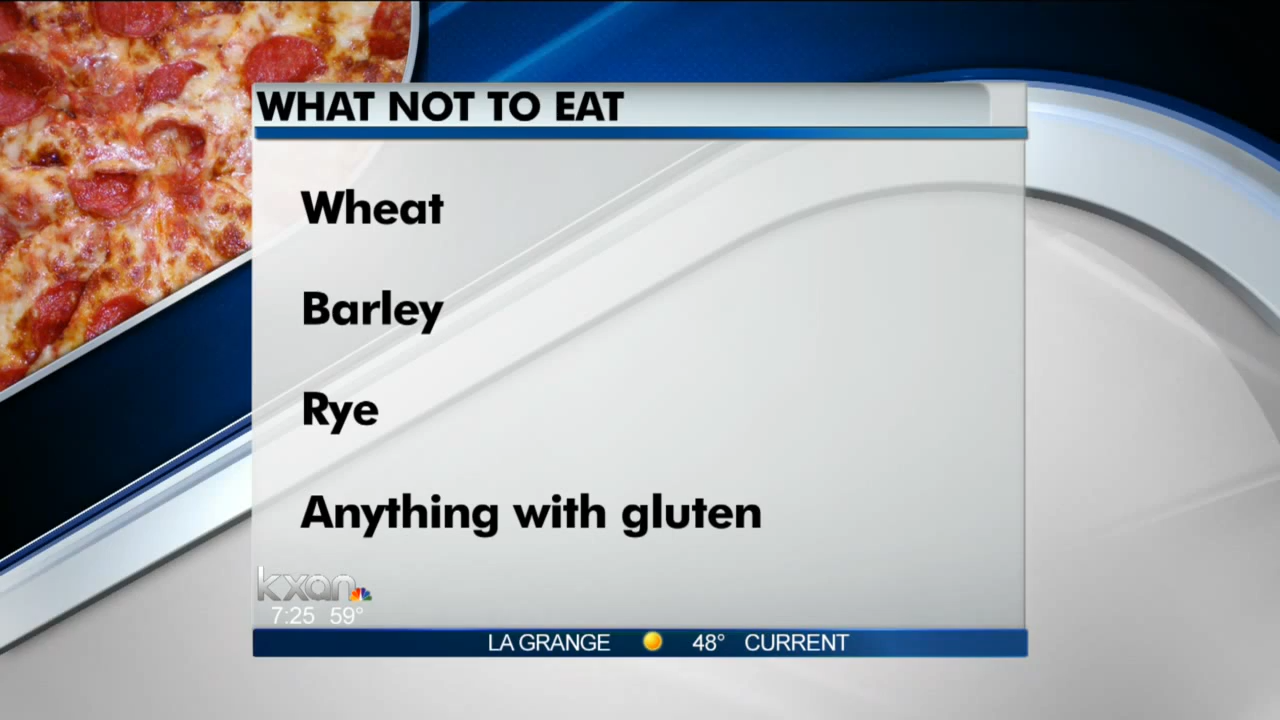 WHAT NOT TO EAT
Wheat
Barley
Rye
Anything with gluten
kxan
7:25 59°
LA GRANGE 48° CURRENT